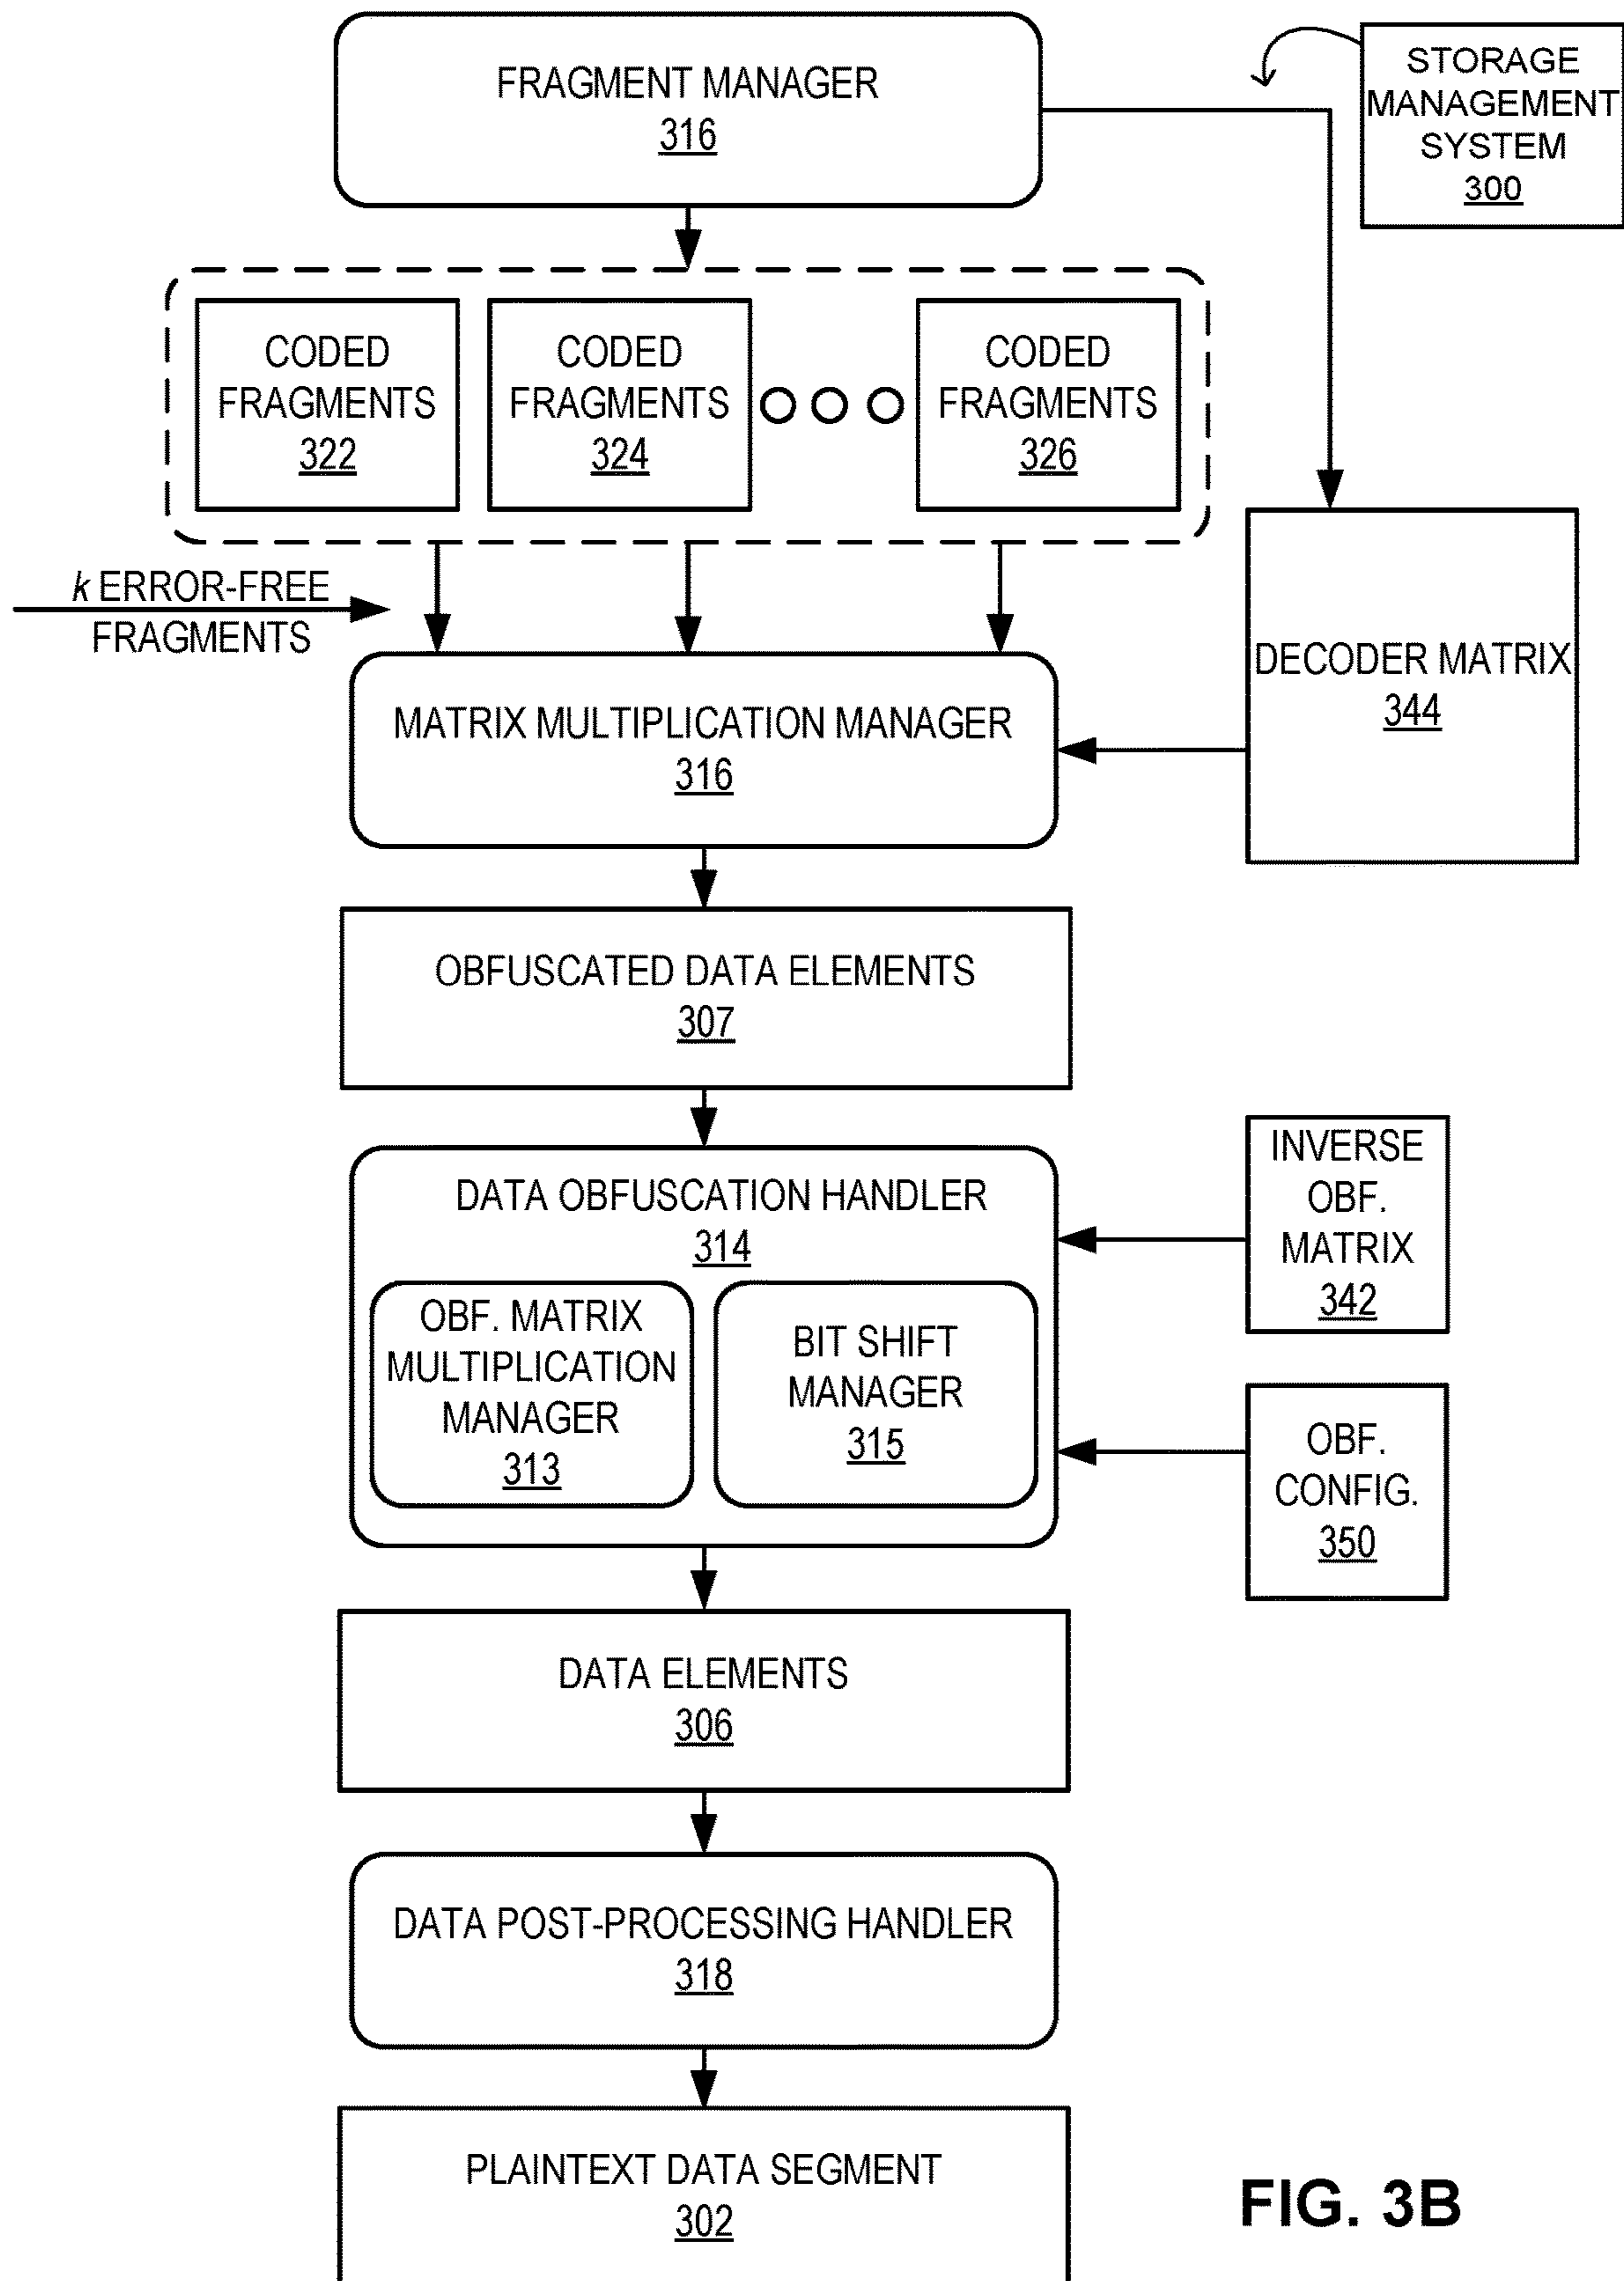 FRAGMENT MANAGER
316
STORAGE
MANAGEMENT
SYSTEM
300
CODED
FRAGMENTS
322
CODED
FRAGMENTS
324
CODED
FRAGMENTS
326
k ERROR-FREE
FRAGMENTS
DECODER MATRIX
344
MATRIX MULTIPLICATION MANAGER
316
OBFUSCATED DATA ELEMENTS
307
DATA OBFUSCATION HANDLER
314
OBF. MATRIX
MULTIPLICATION
MANAGER
313
BIT SHIFT
MANAGER
315
INVERSE
OBF.
MATRIX
342
OBF.
CONFIG.
350
DATA ELEMENTS
306
DATA POST-PROCESSING HANDLER
318
PLAINTEXT DATA SEGMENT
302
FIG. 3B